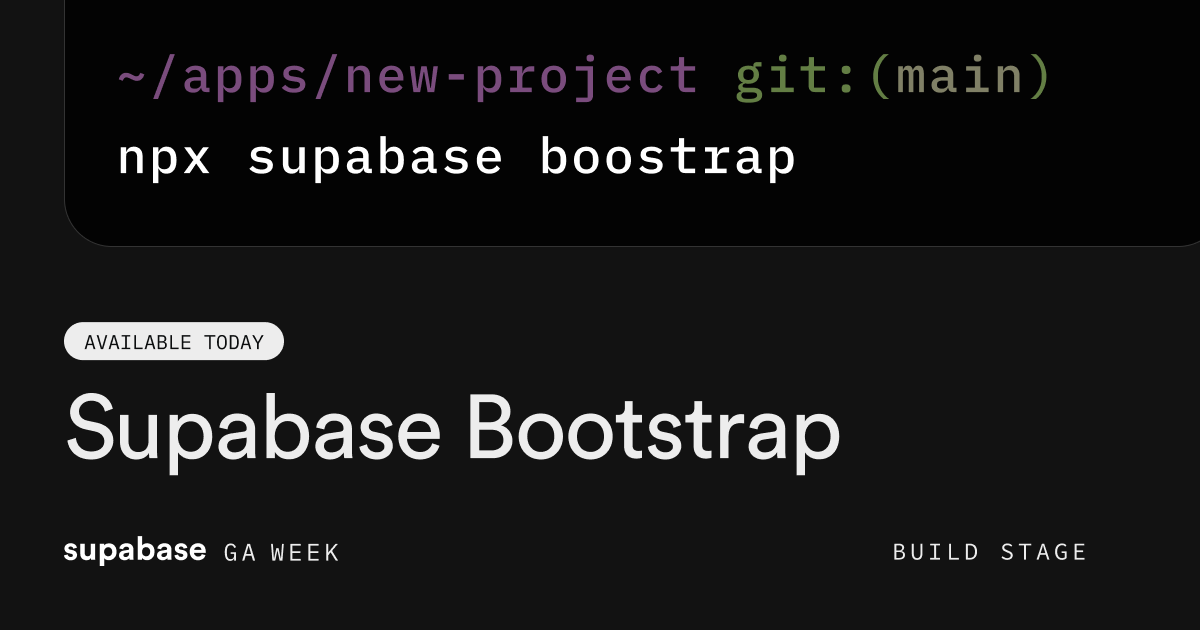 ~/apps/new-project git:(main)
npx supabase boostrap
AVAILABLE TODAY
Supabase Bootstrap
supabase GA WEEK
BUILD STAGE